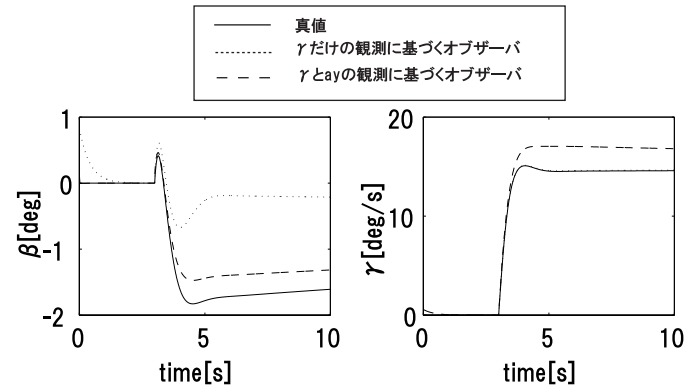 真値
γだけの観測に基づくオブザーバ
γとayの観測に基づくオブザーバ
1
0
-1
-2
β[deg]
0
5
10
time[s]
20
10
0
γ[deg/s]
0
5
10
time[s]